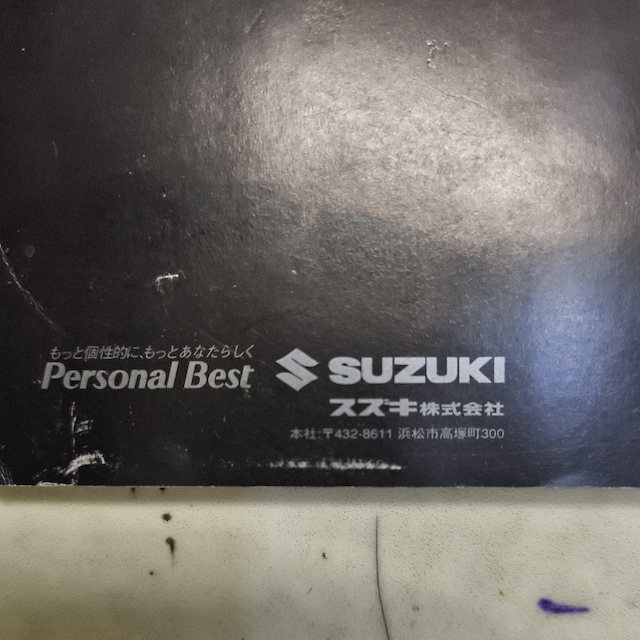 もっと個性的に、もっとあなたらしく
Personal Best
SUZUKI
スズキ株式会社
本社:〒432-8611 浜松市高塚町300